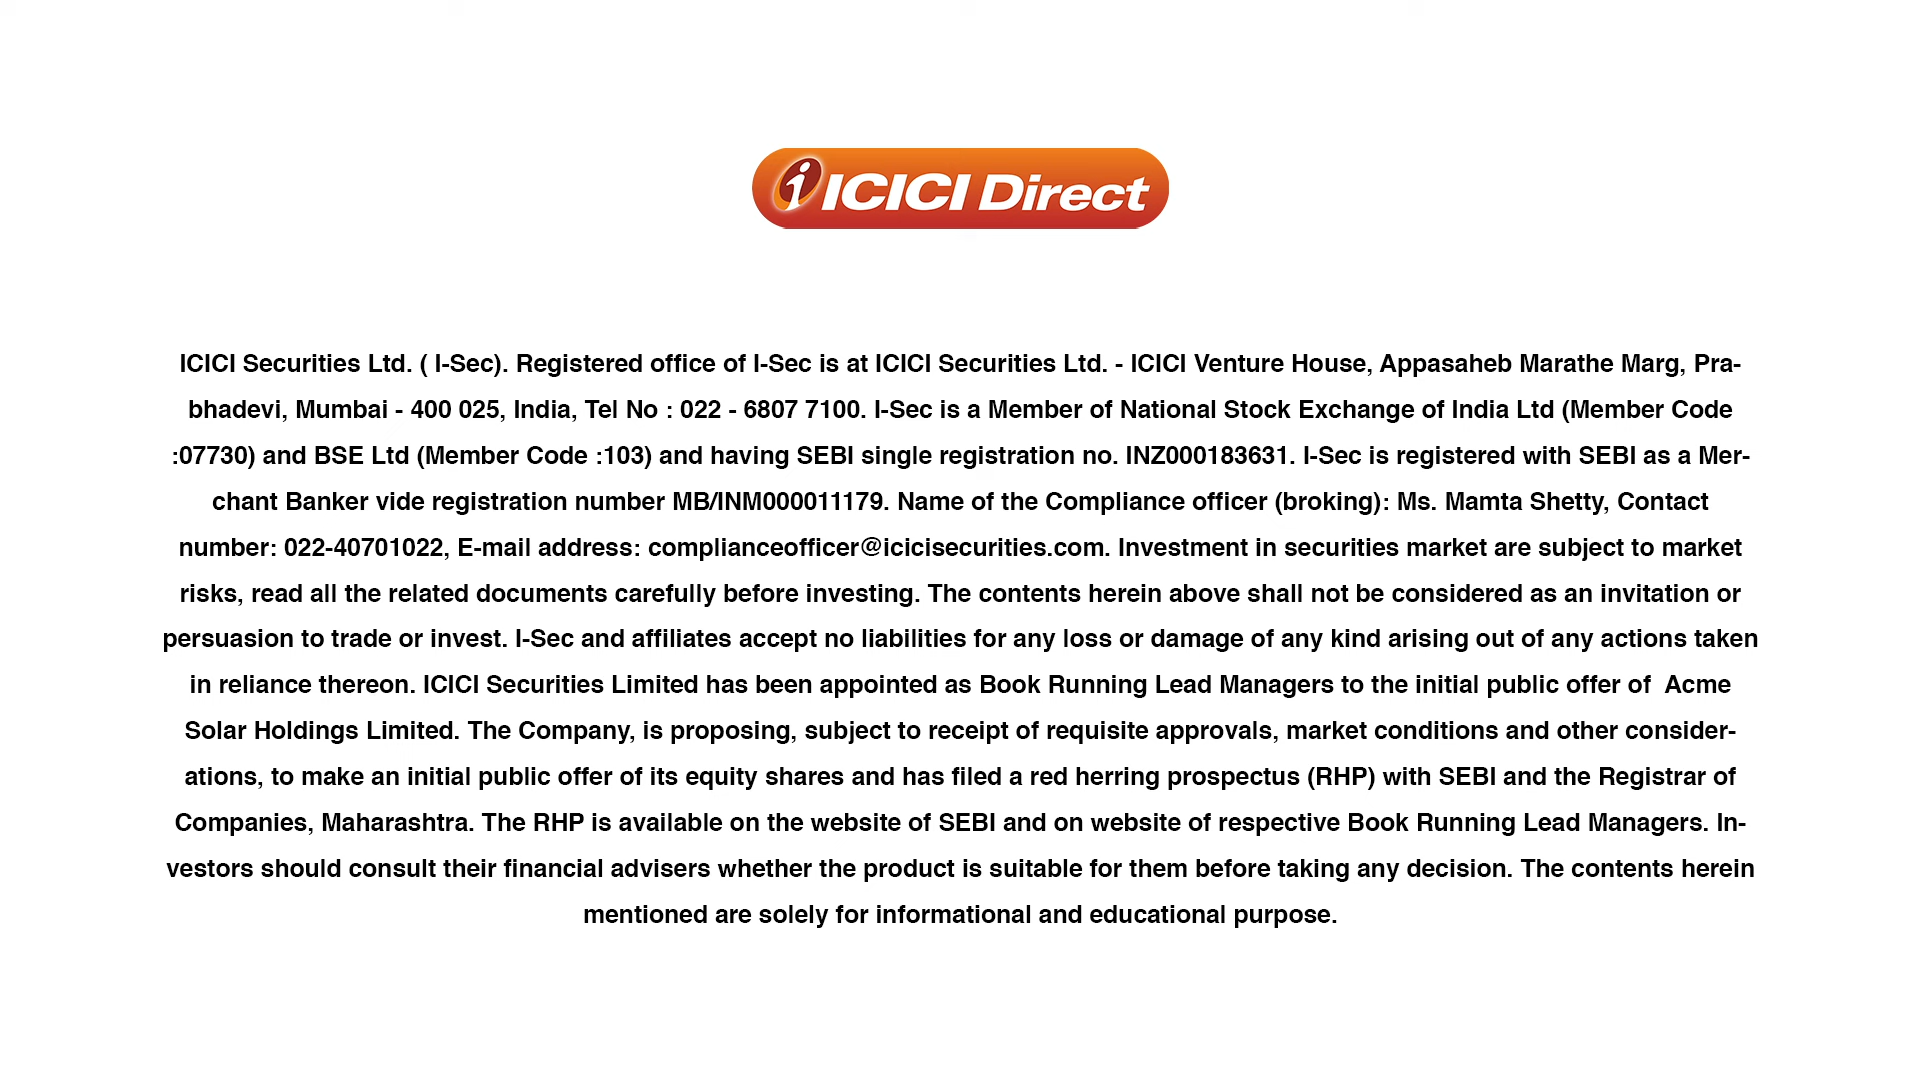 i ICICI Direct
ICICI Securities Ltd. ( I-Sec). Registered office of I-Sec is at ICICI Securities Ltd. - ICICI Venture House, Appasaheb Marathe Marg, Pra-
bhadevi, Mumbai - 400 025, India, Tel No : 022 - 6807 7100. I-Sec is a Member of National Stock Exchange of India Ltd (Member Code
:07730) and BSE Ltd (Member Code :103) and having SEBI single registration no. INZ000183631. I-Sec is registered with SEBI as a Mer-
chant Banker vide registration number MB/INM000011179. Name of the Compliance officer (broking): Ms. Mamta Shetty, Contact
number: 022-40701022, E-mail address: complianceofficer@icicisecurities.com. Investment in securities market are subject to market
risks, read all the related documents carefully before investing. The contents herein above shall not be considered as an invitation or
persuasion to trade or invest. I-Sec and affiliates accept no liabilities for any loss or damage of any kind arising out of any actions taken
in reliance thereon. ICICI Securities Limited has been appointed as Book Running Lead Managers to the initial public offer of  Acme
Solar Holdings Limited. The Company, is proposing, subject to receipt of requisite approvals, market conditions and other consider-
ations, to make an initial public offer of its equity shares and has filed a red herring prospectus (RHP) with SEBI and the Registrar of
Companies, Maharashtra. The RHP is available on the website of SEBI and on website of respective Book Running Lead Managers. In-
vestors should consult their financial advisers whether the product is suitable for them before taking any decision. The contents herein
mentioned are solely for informational and educational purpose.